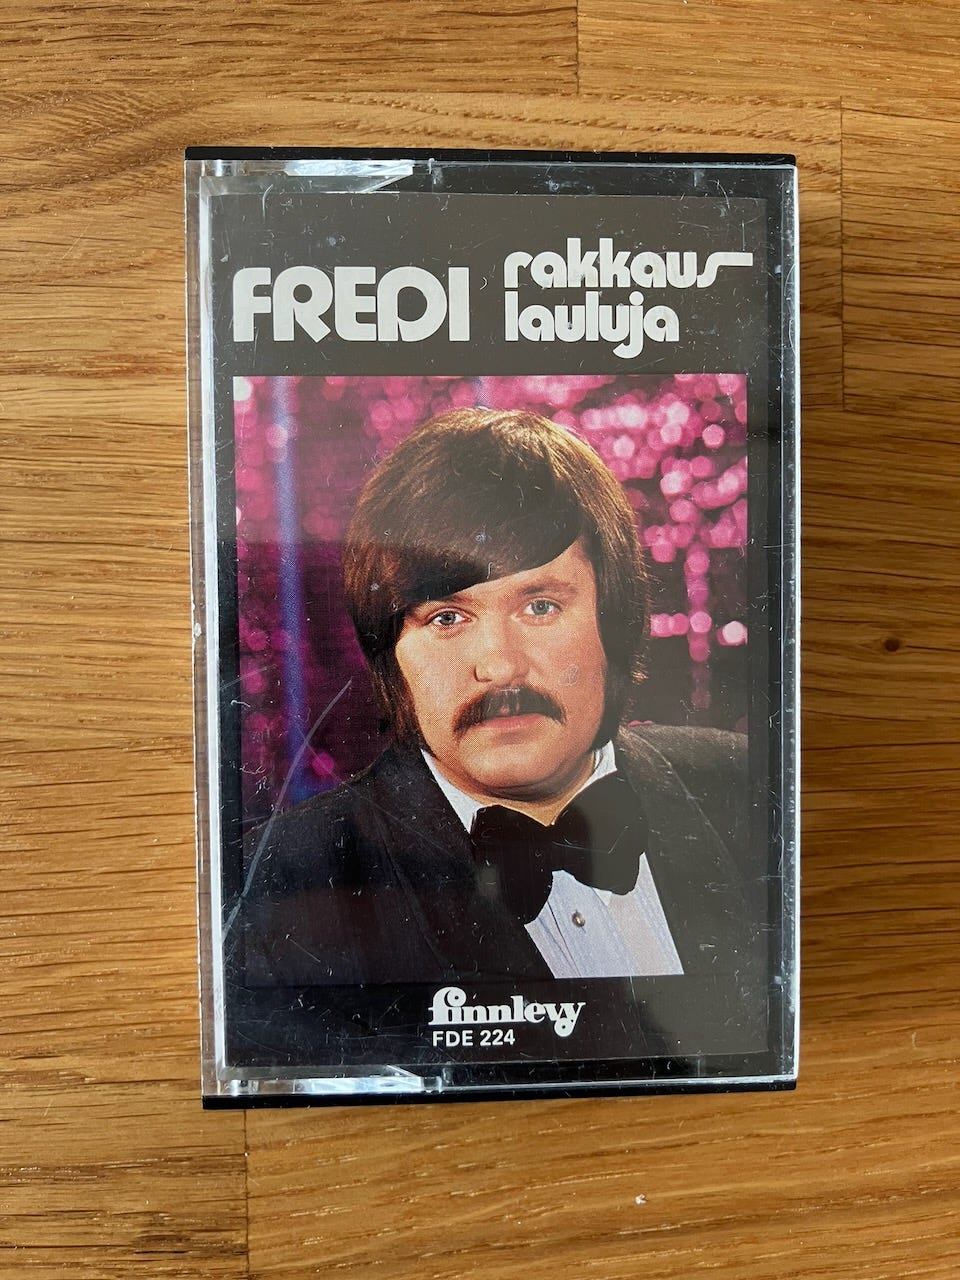 FREDI
rakkaus-
lauluja
finnlevy
FDE 224